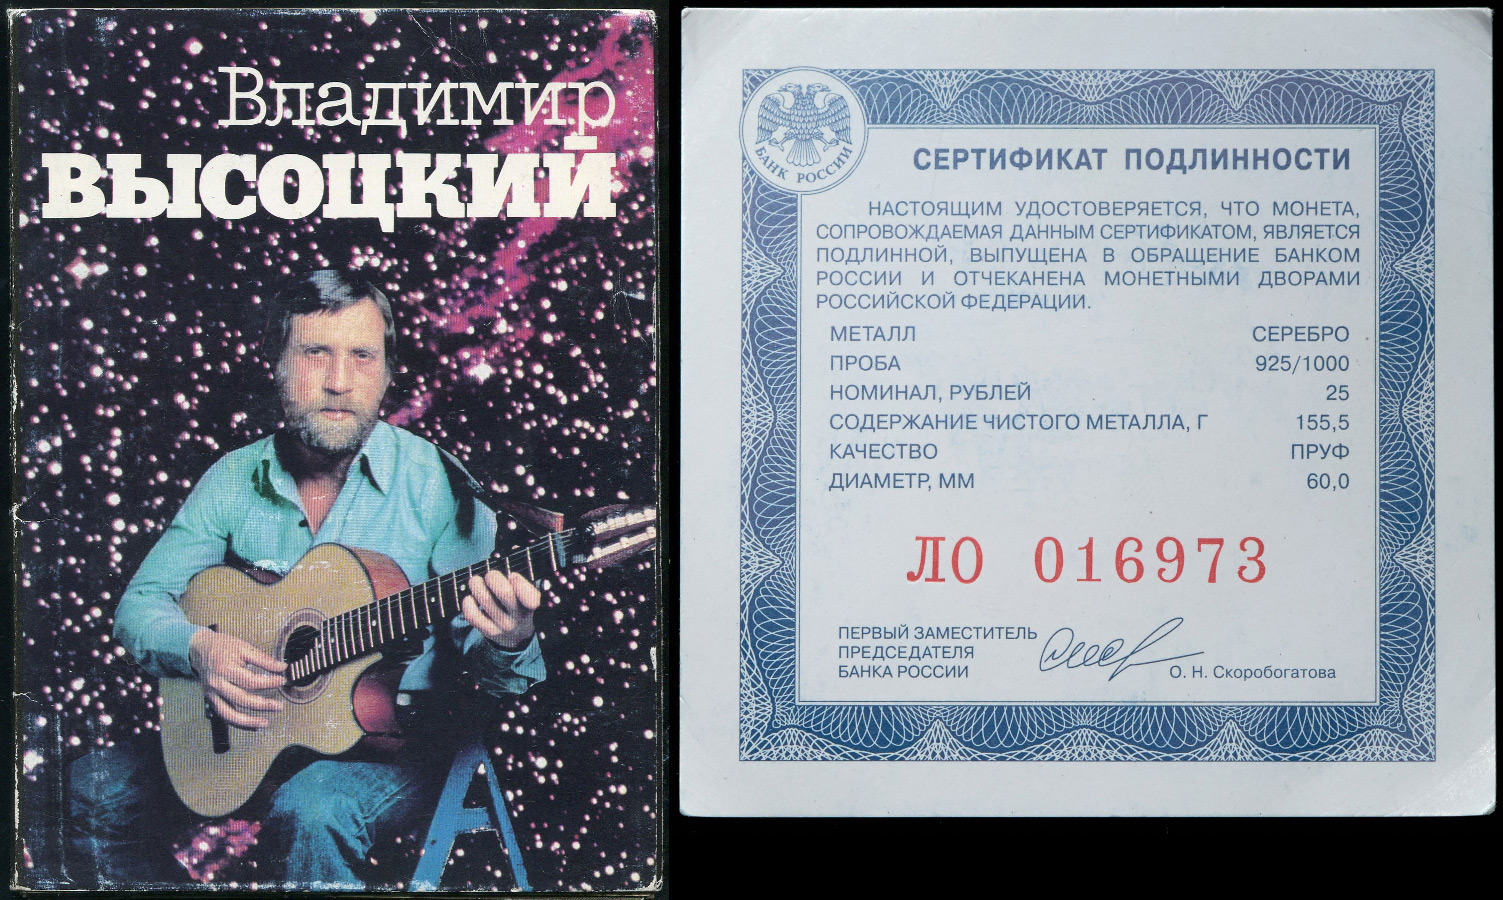 Владимир
ВЫСОЦКИЙ
БАНК РОССИИ
СЕРТИФИКАТ ПОДЛИННОСТИ
НАСТОЯЩИМ УДОСТОВЕРЯЕТСЯ, ЧТО МОНЕТА,
СОПРОВОЖДАЕМАЯ ДАННЫМ СЕРТИФИКАТОМ, ЯВЛЯЕТСЯ
ПОДЛИННОЙ, ВЫПУЩЕНА В ОБРАЩЕНИЕ БАНКОМ
РОССИИ И ОТЧЕКАНЕНА МОНЕТНЫМИ ДВОРАМИ
РОССИЙСКОЙ ФЕДЕРАЦИИ.
МЕТАЛЛ СЕРЕБРО
ПРОБА 925/1000
НОМИНАЛ, РУБЛЕЙ 25
СОДЕРЖАНИЕ ЧИСТОГО МЕТАЛЛА, Г 155,5
КАЧЕСТВО ПРУФ
ДИАМЕТР, ММ 60,0
ЛО 016973
ПЕРВЫЙ ЗАМЕСТИТЕЛЬ
ПРЕДСЕДАТЕЛЯ
БАНКА РОССИИ О. Н. Скоробогатова